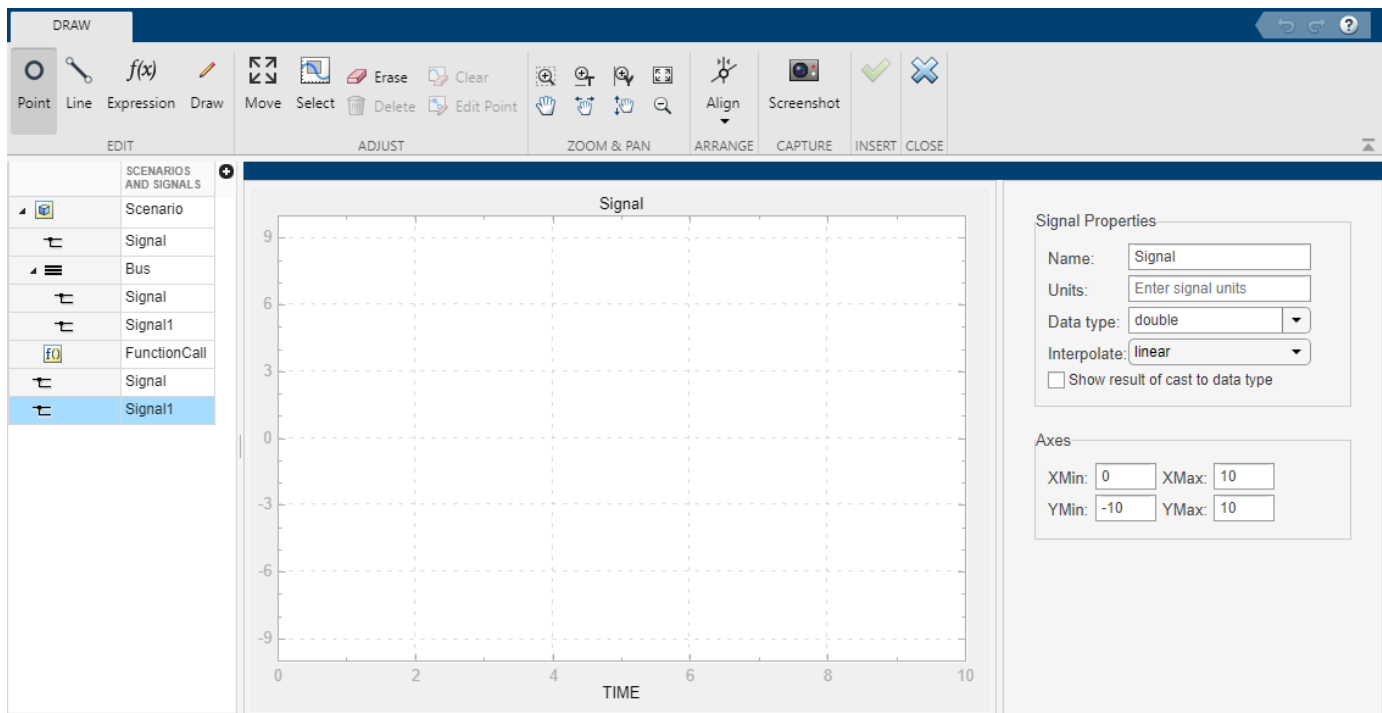 DRAW
?
Point Line f(x) Expression Draw
Move Select Erase Clear
Delete Edit Point
Align Screenshot
EDIT ADJUST ZOOM & PAN ARRANGE CAPTURE INSERT CLOSE
SCENARIOS
AND SIGNALS
Scenario
Signal
Bus
Signal
Signal1
f() FunctionCall
Signal
Signal1
Signal
9
6
3
0
-3
-6
-9
0 2 4 6 8 10
TIME
Signal Properties
Name: Signal
Units: Enter signal units
Data type: double
Interpolate: linear
Show result of cast to data type
Axes
XMin: 0 XMax: 10
YMin: -10 YMax: 10